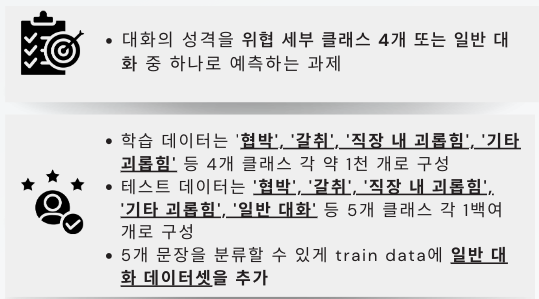 • 대화의 성격을 위협 세부 클래스 4개 또는 일반 대
화 중 하나로 예측하는 과제
• 학습 데이터는 '협박', '갈취', '직장 내 괴롭힘', '기타
괴롭힘' 등 4개 클래스 각 약 1천 개로 구성
• 테스트 데이터는 '협박', '갈취', '직장 내 괴롭힘',
'기타 괴롭힘', '일반 대화' 등 5개 클래스 각 1백여
개로 구성
• 5개 문장을 분류할 수 있게 train data에 일반 대
화 데이터셋을 추가